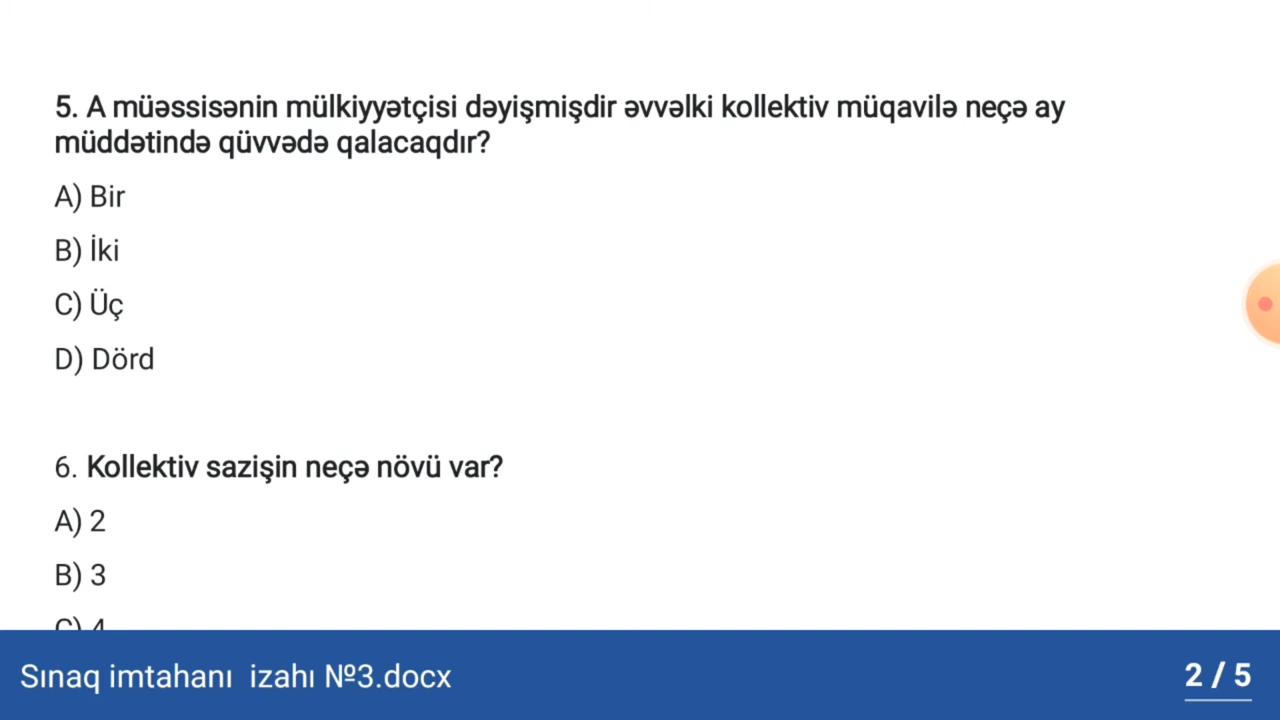 5. A müəssisənin mülkiyyətçisi dəyişmişdir əvvəlki kollektiv müqavilə neçə ay
müddətində qüvvədə qalacaqdır?
A) Bir
B) İki
C) Üç
D) Dörd
6. Kollektiv sazişin neçə növü var?
A) 2
B) 3
C) 4
Sınaq imtahanı  izahı №3.docx
2 / 5